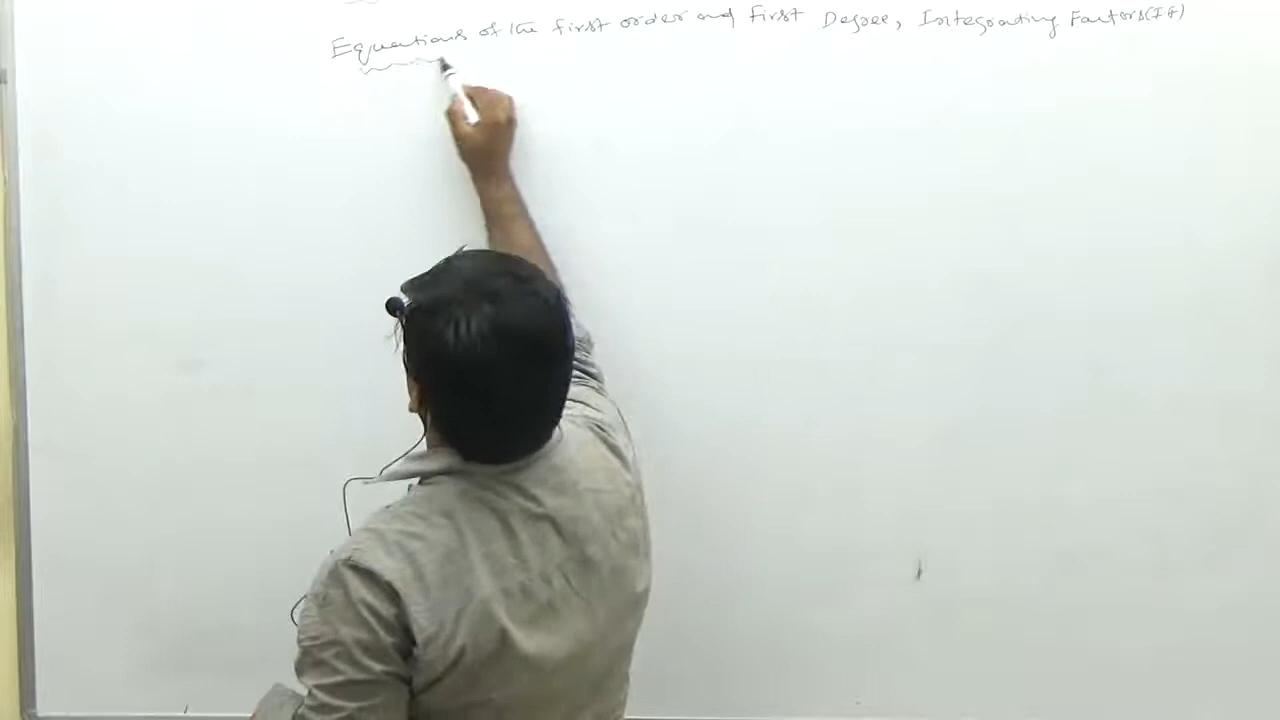 Equations of the first order and First Degree, Integrating Factors(IF)